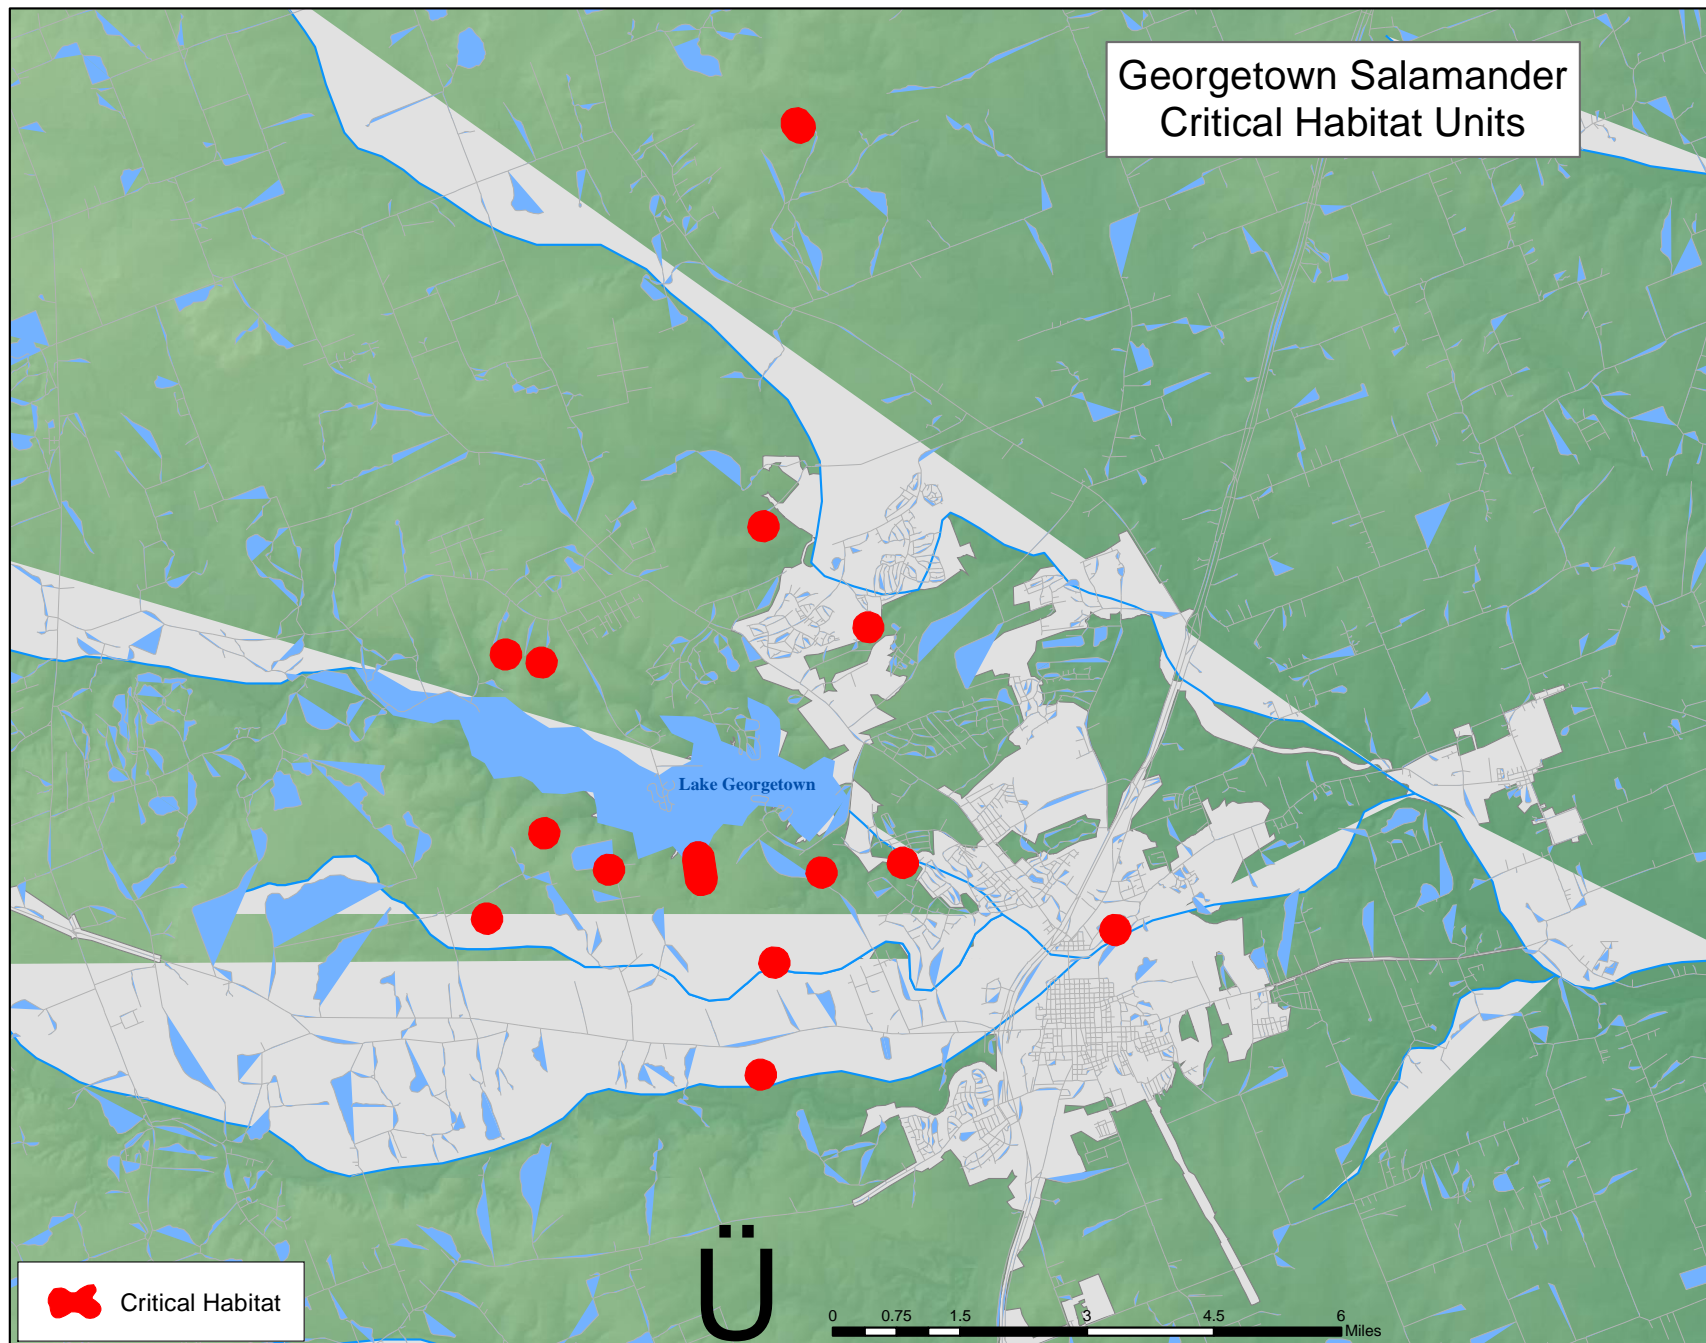 Georgetown Salamander
Critical Habitat Units
Lake Georgetown
Critical Habitat
Ü
0 0.75 1.5 3 4.5 6
Miles